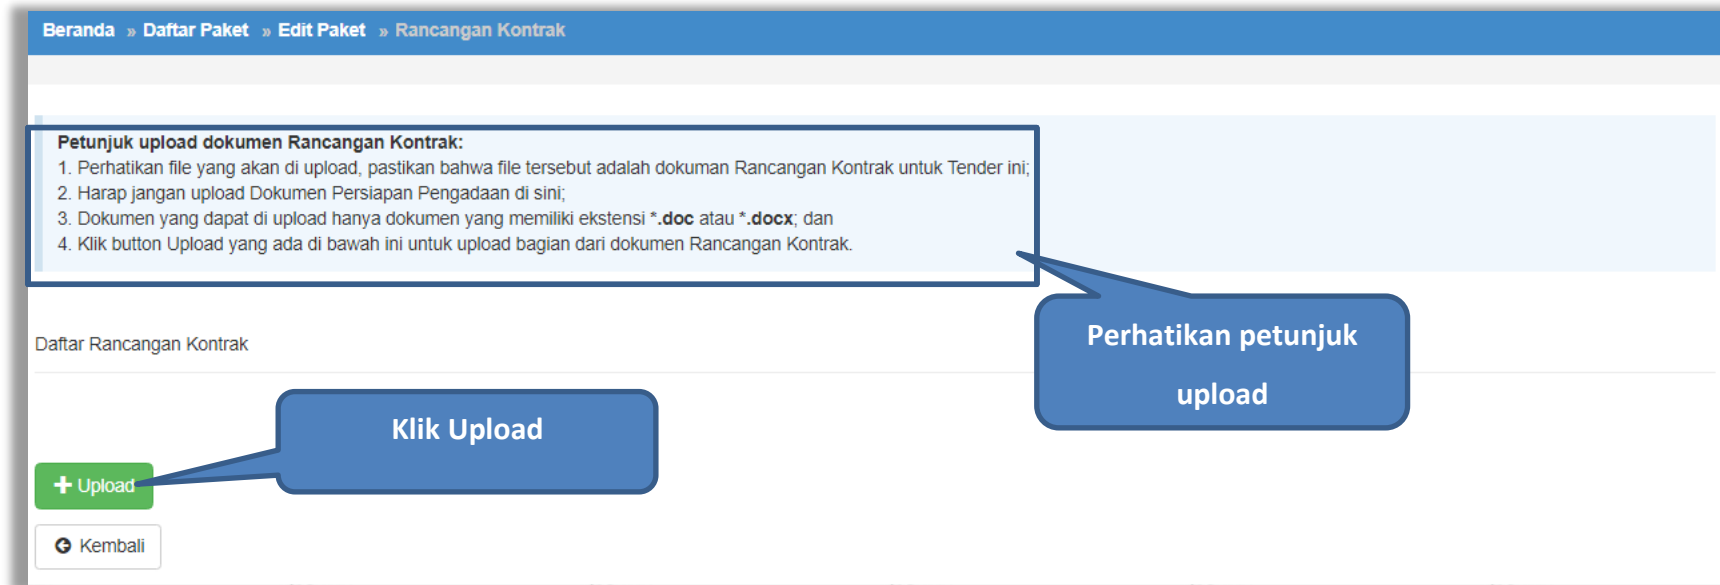 Beranda » Daftar Paket » Edit Paket » Rancangan Kontrak
Petunjuk upload dokumen Rancangan Kontrak:
1. Perhatikan file yang akan di upload, pastikan bahwa file tersebut adalah dokuman Rancangan Kontrak untuk Tender ini;
2. Harap jangan upload Dokumen Persiapan Pengadaan di sini;
3. Dokumen yang dapat di upload hanya dokumen yang memiliki ekstensi *.doc atau *.docx; dan
4. Klik button Upload yang ada di bawah ini untuk upload bagian dari dokumen Rancangan Kontrak.
Perhatikan petunjuk
upload
Daftar Rancangan Kontrak
Klik Upload
Upload
Kembali